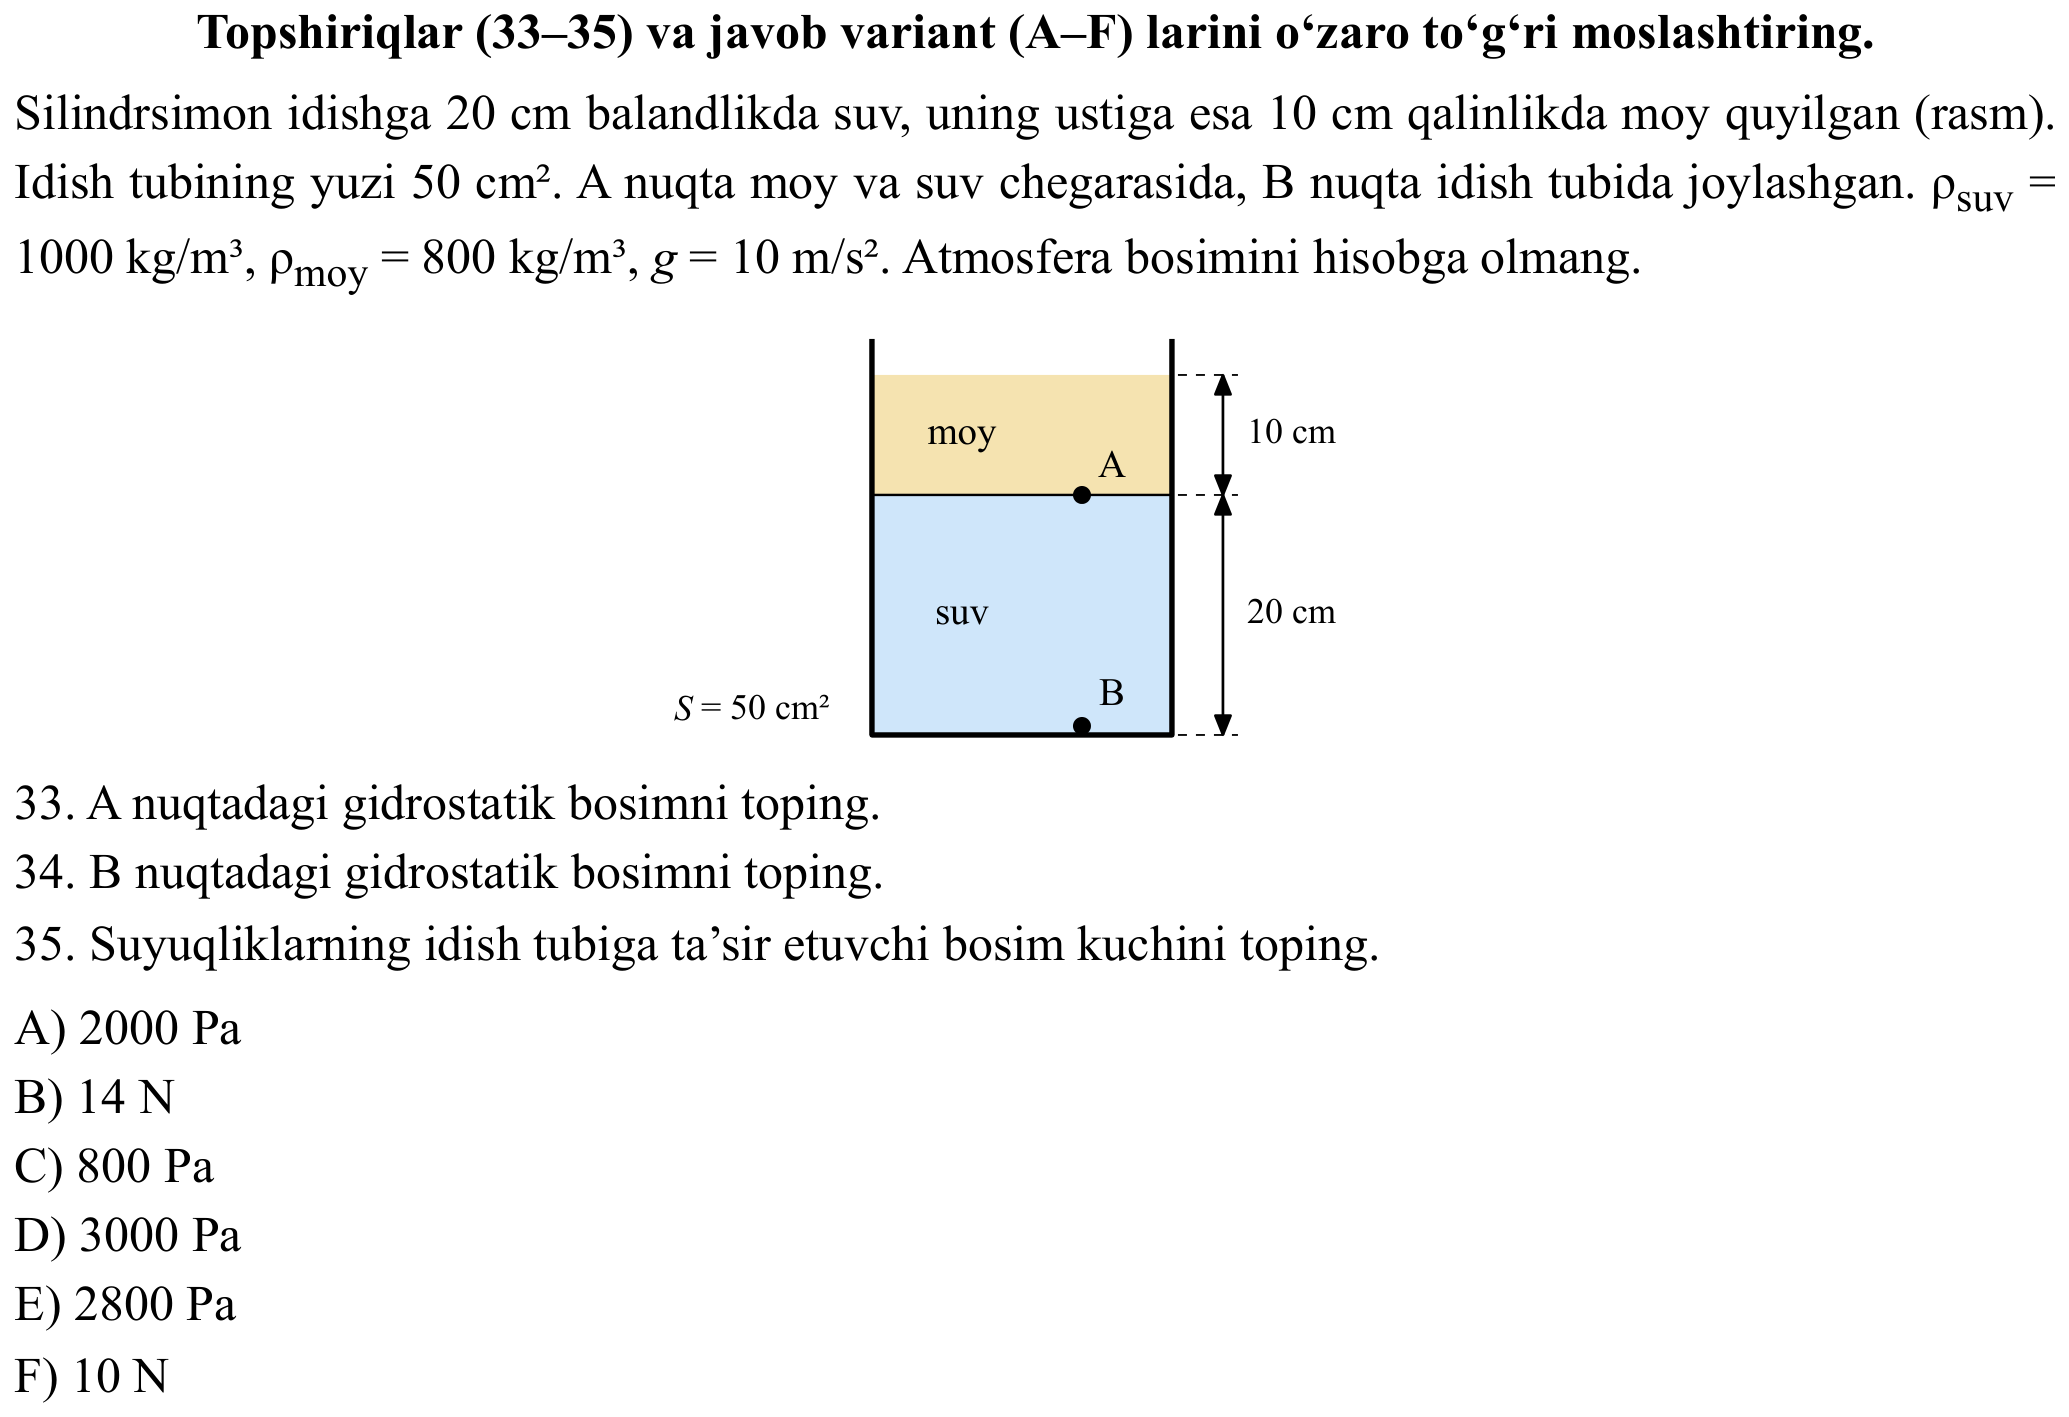 Topshiriqlar (33–35) va javob variant (A–F) larini o‘zaro to‘g‘ri moslashtiring.
Silindrsimon idishga 20 cm balandlikda suv, uning ustiga esa 10 cm qalinlikda moy quyilgan (rasm).
Idish tubining yuzi 50 cm². A nuqta moy va suv chegarasida, B nuqta idish tubida joylashgan. ρ_suv =
1000 kg/m³, ρ_moy = 800 kg/m³, g = 10 m/s². Atmosfera bosimini hisobga olmang.
moy
A
10 cm
suv
20 cm
B
S = 50 cm²
33. A nuqtadagi gidrostatik bosimni toping.
34. B nuqtadagi gidrostatik bosimni toping.
35. Suyuqliklarning idish tubiga ta’sir etuvchi bosim kuchini toping.
A) 2000 Pa
B) 14 N
C) 800 Pa
D) 3000 Pa
E) 2800 Pa
F) 10 N